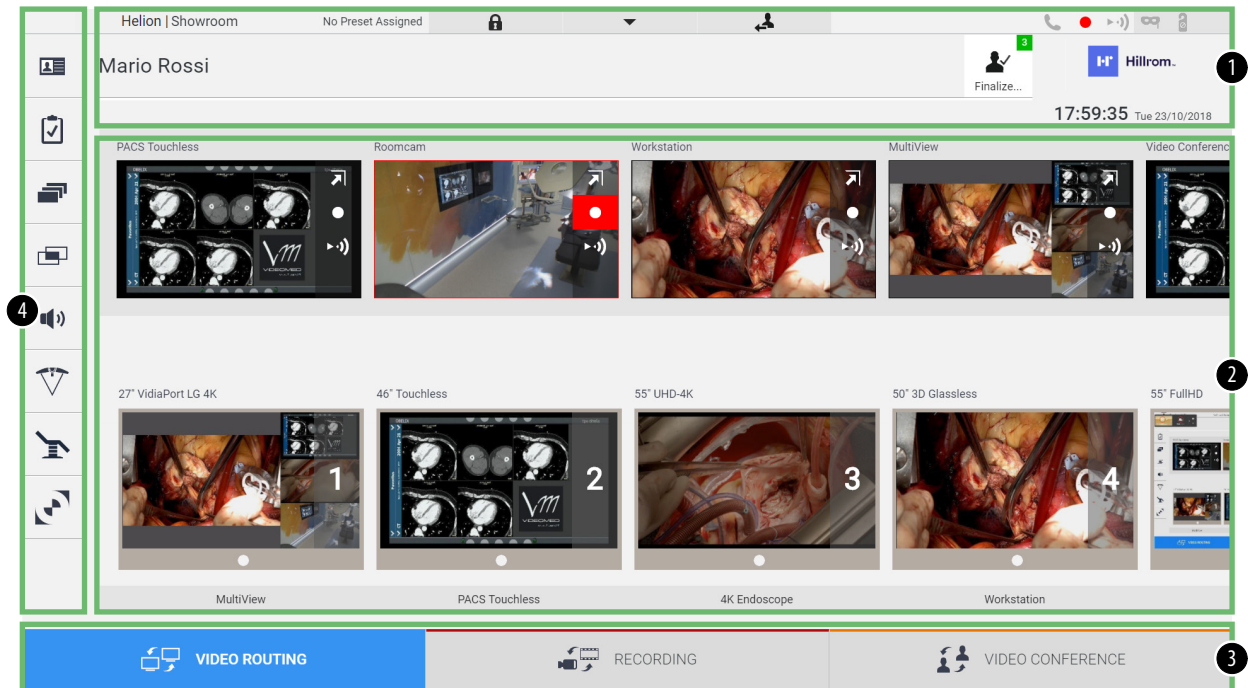 Helion | Showroom No Preset Assigned
Mario Rossi
3
Finalize...
Hillrom
1
17:59:35 Tue 23/10/2018
PACS Touchless Roomcam Workstation MultiView Video Conferenc
VIDEOMED
4
2
27" VidiaPort LG 4K 46" Touchless 55" UHD-4K 50" 3D Glassless 55" FullHD
1 2 3 4
VIDEOMED
MultiView PACS Touchless 4K Endoscope Workstation
VIDEO ROUTING RECORDING VIDEO CONFERENCE
3